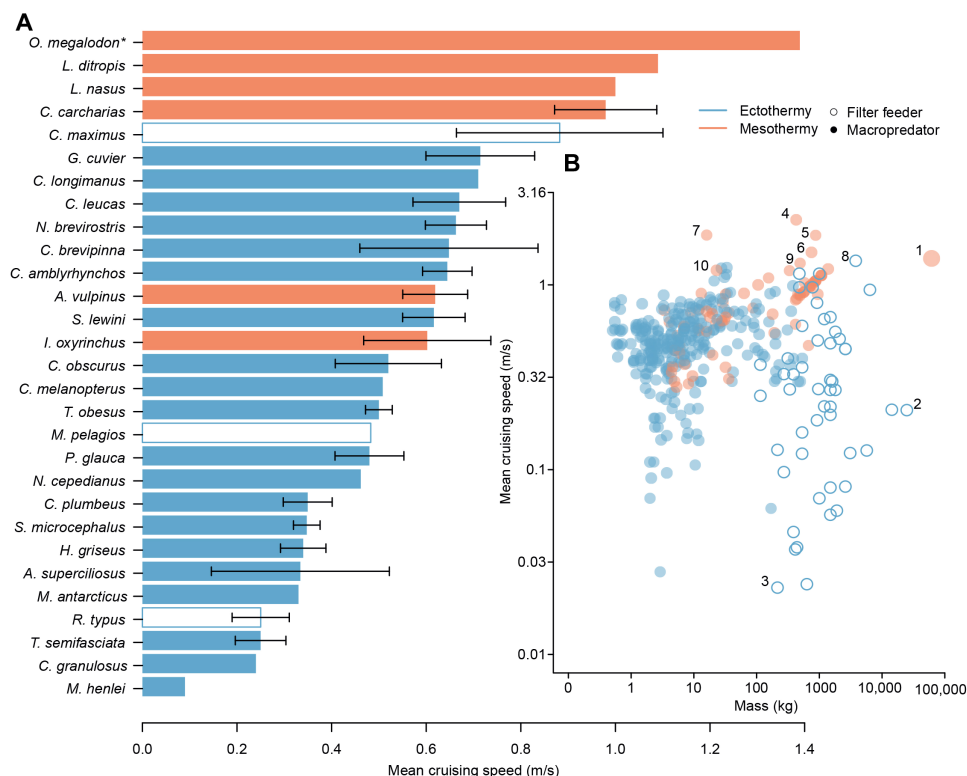 A
O. megalodon*
L. ditropis
L. nasus
C. carcharias
C. maximus
G. cuvier
C. longimanus
C. leucas
N. brevirostris
C. brevipinna
C. amblyrhynchos
A. vulpinus
S. lewini
I. oxyrinchus
C. obscurus
C. melanopterus
T. obesus
M. pelagios
P. glauca
N. cepedianus
C. plumbeus
S. microcephalus
H. griseus
A. superciliosus
M. antarcticus
R. typus
T. semifasciata
C. granulosus
M. henlei
0.0 0.2 0.4 0.6 0.8 1.0 1.2 1.4
Mean cruising speed (m/s)
Ectothermy Filter feeder
Mesothermy Macropredator
B
3.16
1
0.32
0.1
0.03
0.01
Mean cruising speed (m/s)
4
7 5
6
10 9 8 1
2
3
0 1 10 100 1000 10,000 100,000
Mass (kg)